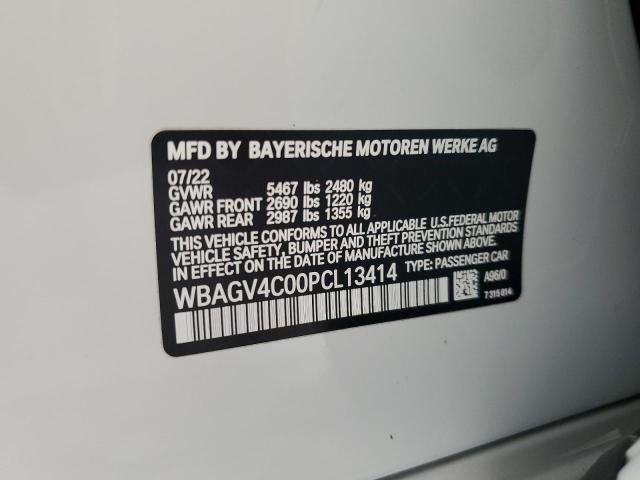 MFD BY BAYERISCHE MOTOREN WERKE AG
07/22
GVWR 5467 lbs 2480 kg
GAWR FRONT 2690 lbs 1220 kg
GAWR REAR 2987 lbs 1355 kg
THIS VEHICLE CONFORMS TO ALL APPLICABLE U.S.FEDERAL MOTOR
VEHICLE SAFETY, BUMPER AND THEFT PREVENTION STANDARDS
IN EFFECT ON THE DATE OF MANUFACTURE SHOWN ABOVE.
WBAGV4C00PCL13414 TYPE: PASSENGER CAR
A96/0
7 315 014